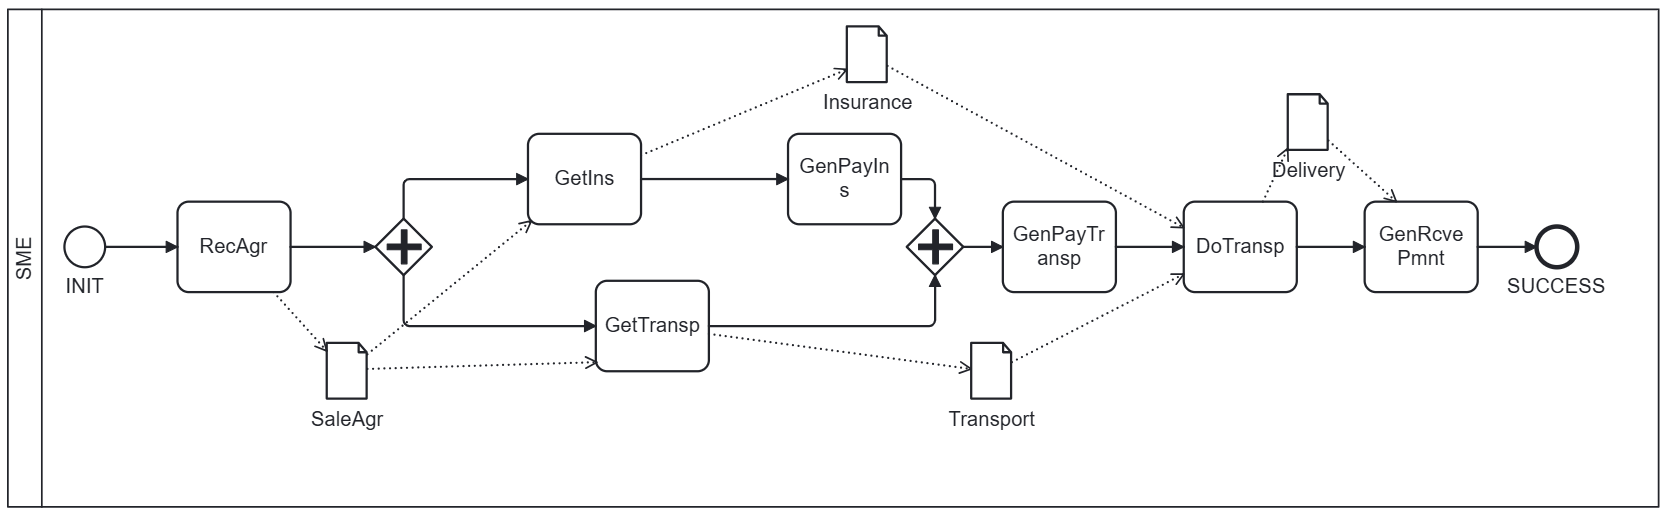 SME
INIT
RecAgr
SaleAgr
GetIns
GetTransp
Insurance
GenPayIn
s
Transport
GenPayTr
ansp
DoTransp
Delivery
GenRcve
Pmnt
SUCCESS